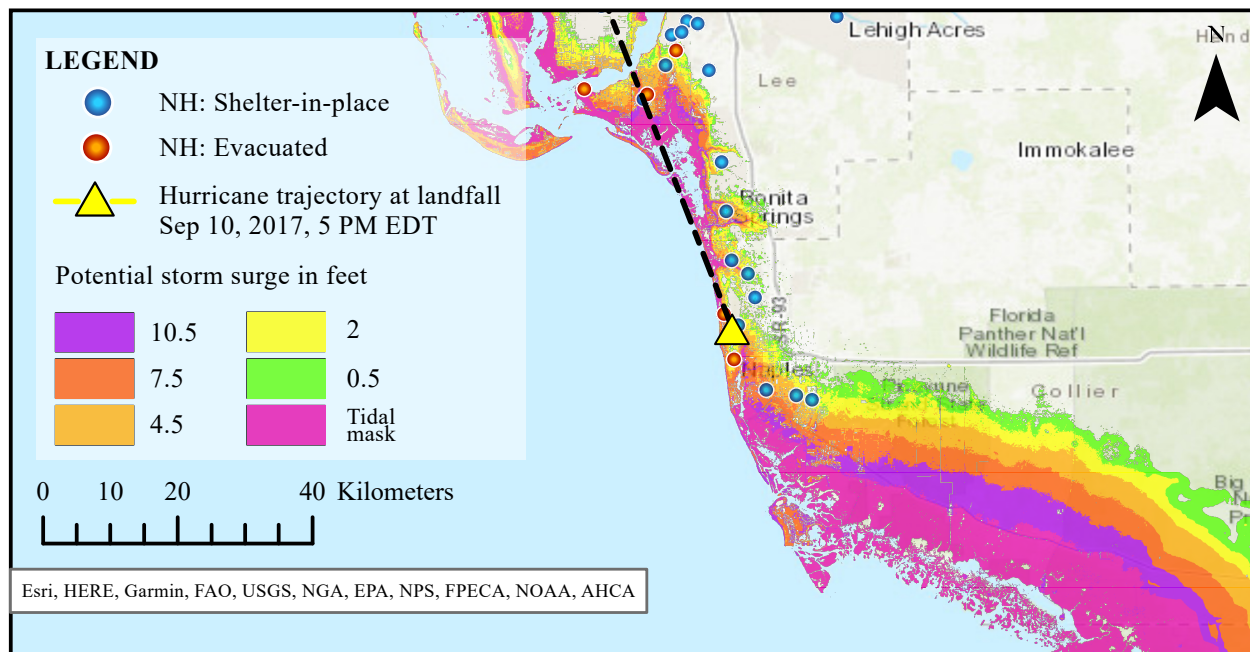 LEGEND
NH: Shelter-in-place
NH: Evacuated
Hurricane trajectory at landfall
Sep 10, 2017, 5 PM EDT
Potential storm surge in feet
10.5
2
7.5
0.5
4.5
Tidal
mask
0 10 20 40 Kilometers
Esri, HERE, Garmin, FAO, USGS, NGA, EPA, NPS, FPECA, NOAA, AHCA
N
Lehigh Acres
Lee
Immokalee
Bonita
Springs
SR-93
Florida
Panther Nat'l
Wildlife Ref
Naples
Collier
Big